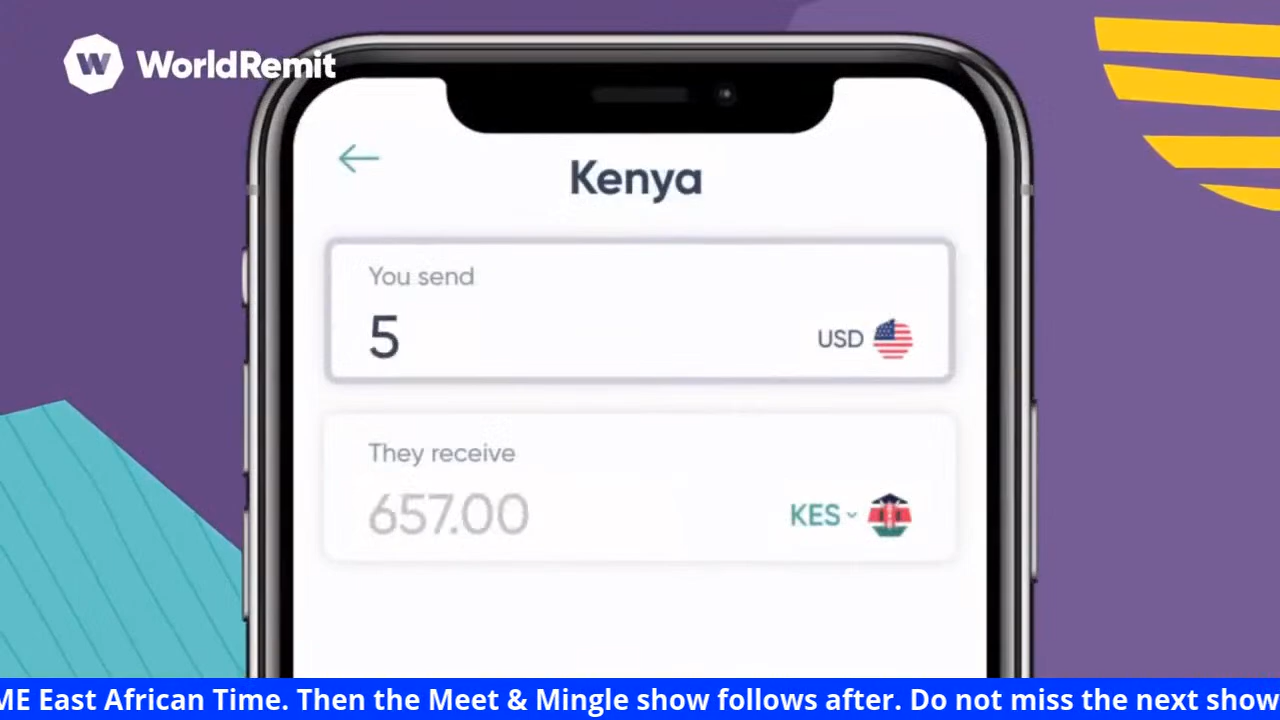 W WorldRemit
Kenya
You send
5
USD
They receive
657.00
KES
ME East African Time. Then the Meet & Mingle show follows after. Do not miss the next show